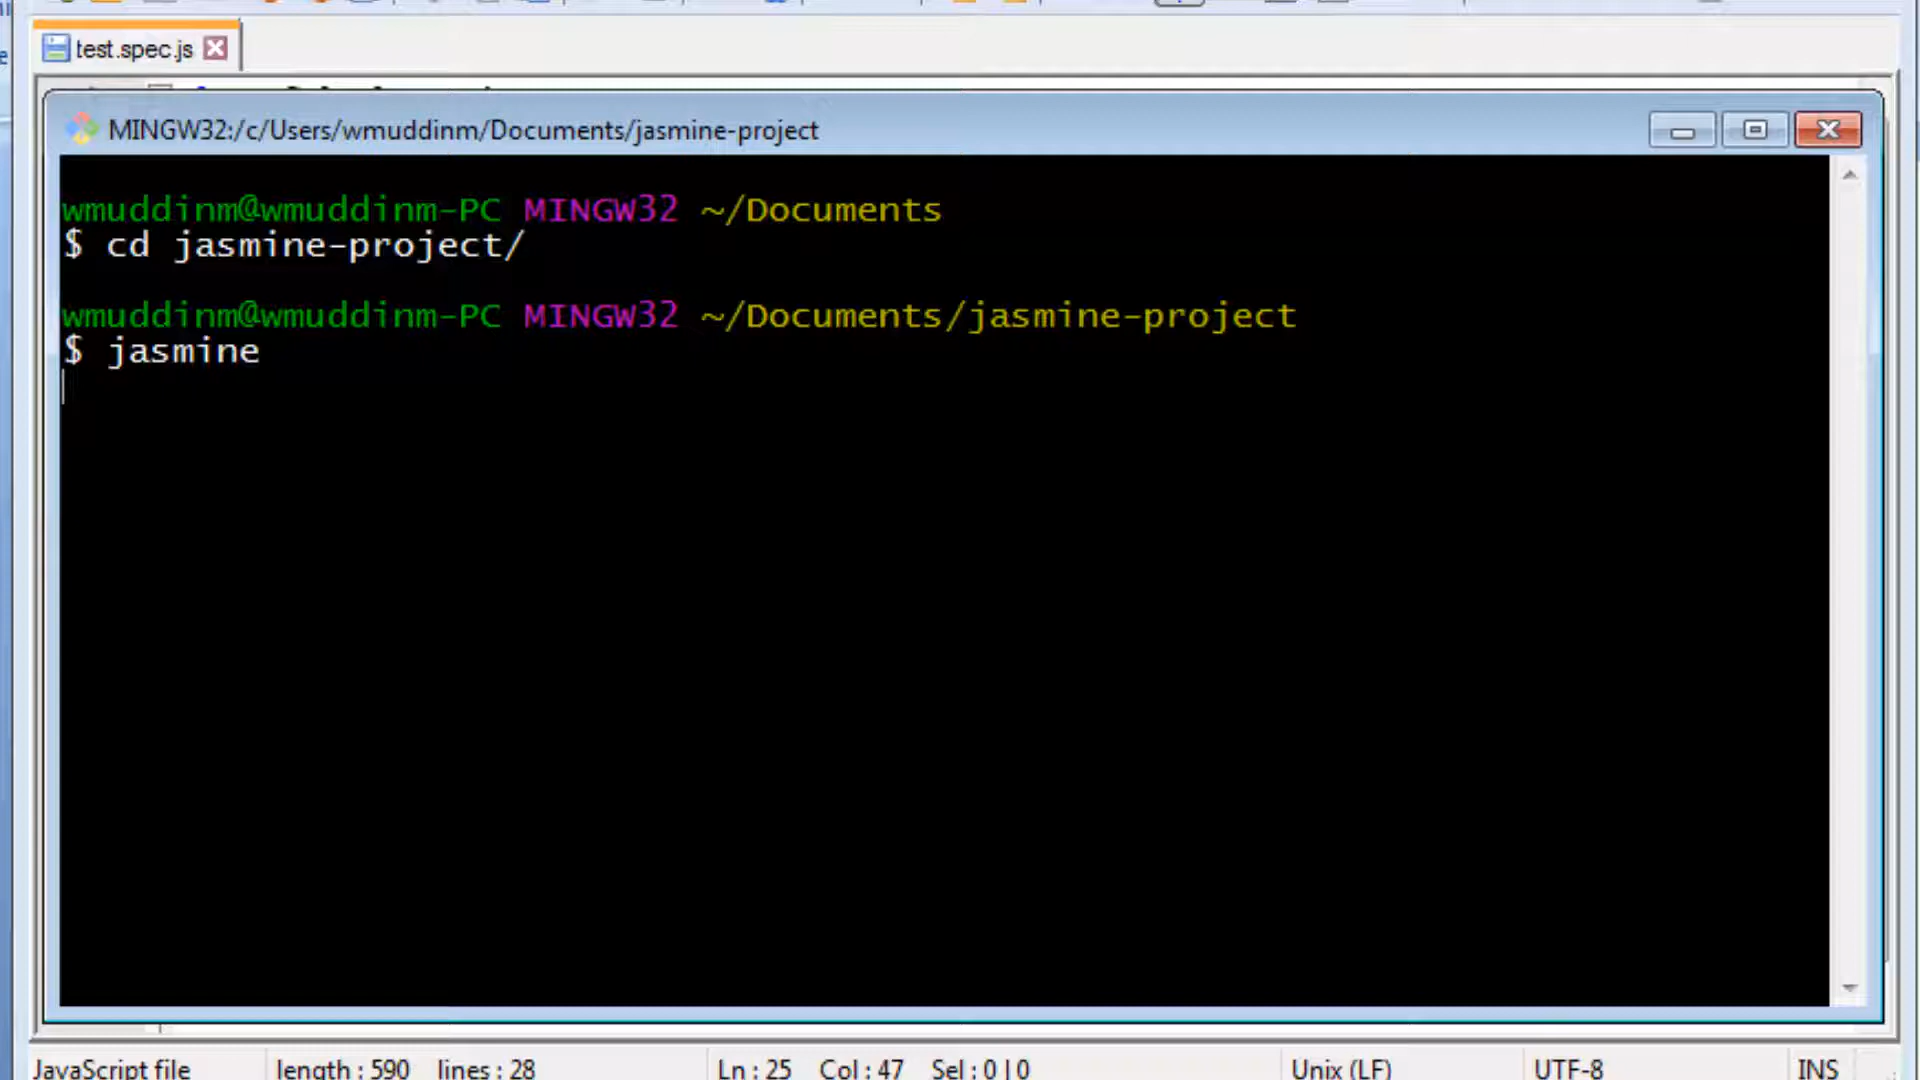 test.spec.js
MINGW32:/c/Users/wmuddinm/Documents/jasmine-project
wmuddinm@wmuddinm-PC MINGW32 ~/Documents
$ cd jasmine-project/
wmuddinm@wmuddinm-PC MINGW32 ~/Documents/jasmine-project
$ jasmine
JavaScript file length : 590 lines : 28 Ln : 25 Col : 47 Sel : 0 | 0 Unix (LF) UTF-8 INS